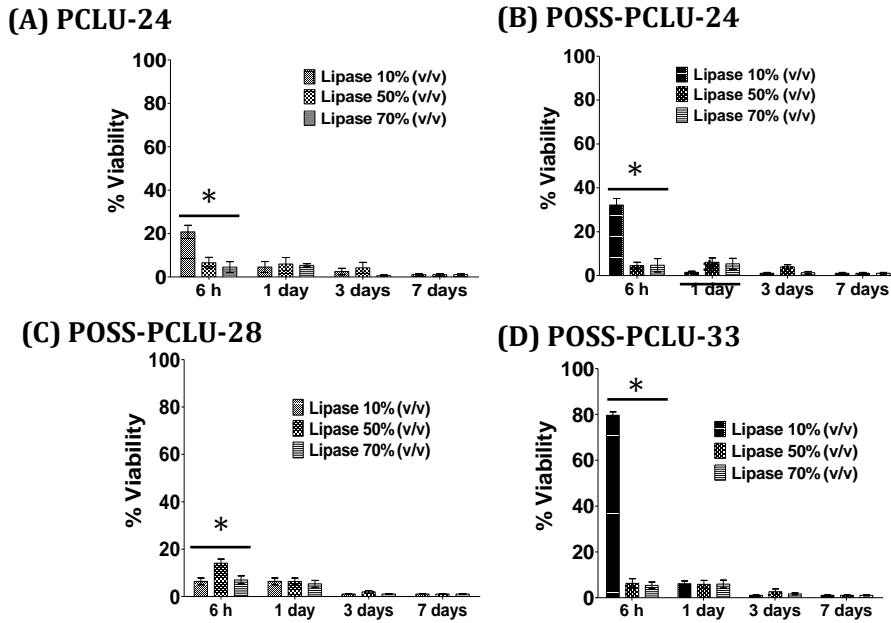 (A) PCLU-24
% Viability
100
80
60
40
20
0
Lipase 10% (v/v)
Lipase 50% (v/v)
Lipase 70% (v/v)
*
6 h 1 day 3 days 7 days
(B) POSS-PCLU-24
% Viability
100
80
60
40
20
0
Lipase 10% (v/v)
Lipase 50% (v/v)
Lipase 70% (v/v)
*
6 h 1 day 3 days 7 days
(C) POSS-PCLU-28
% Viability
100
80
60
40
20
0
Lipase 10% (v/v)
Lipase 50% (v/v)
Lipase 70% (v/v)
*
6 h 1 day 3 days 7 days
(D) POSS-PCLU-33
% Viability
100
80
60
40
20
0
*
Lipase 10% (v/v)
Lipase 50% (v/v)
Lipase 70% (v/v)
6 h 1 day 3 days 7 days